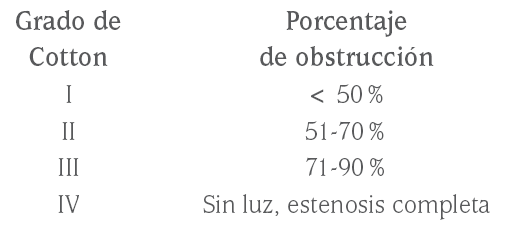 Grado de Cotton Porcentaje de obstrucción
I < 50 %
II 51-70 %
III 71-90 %
IV Sin luz, estenosis completa